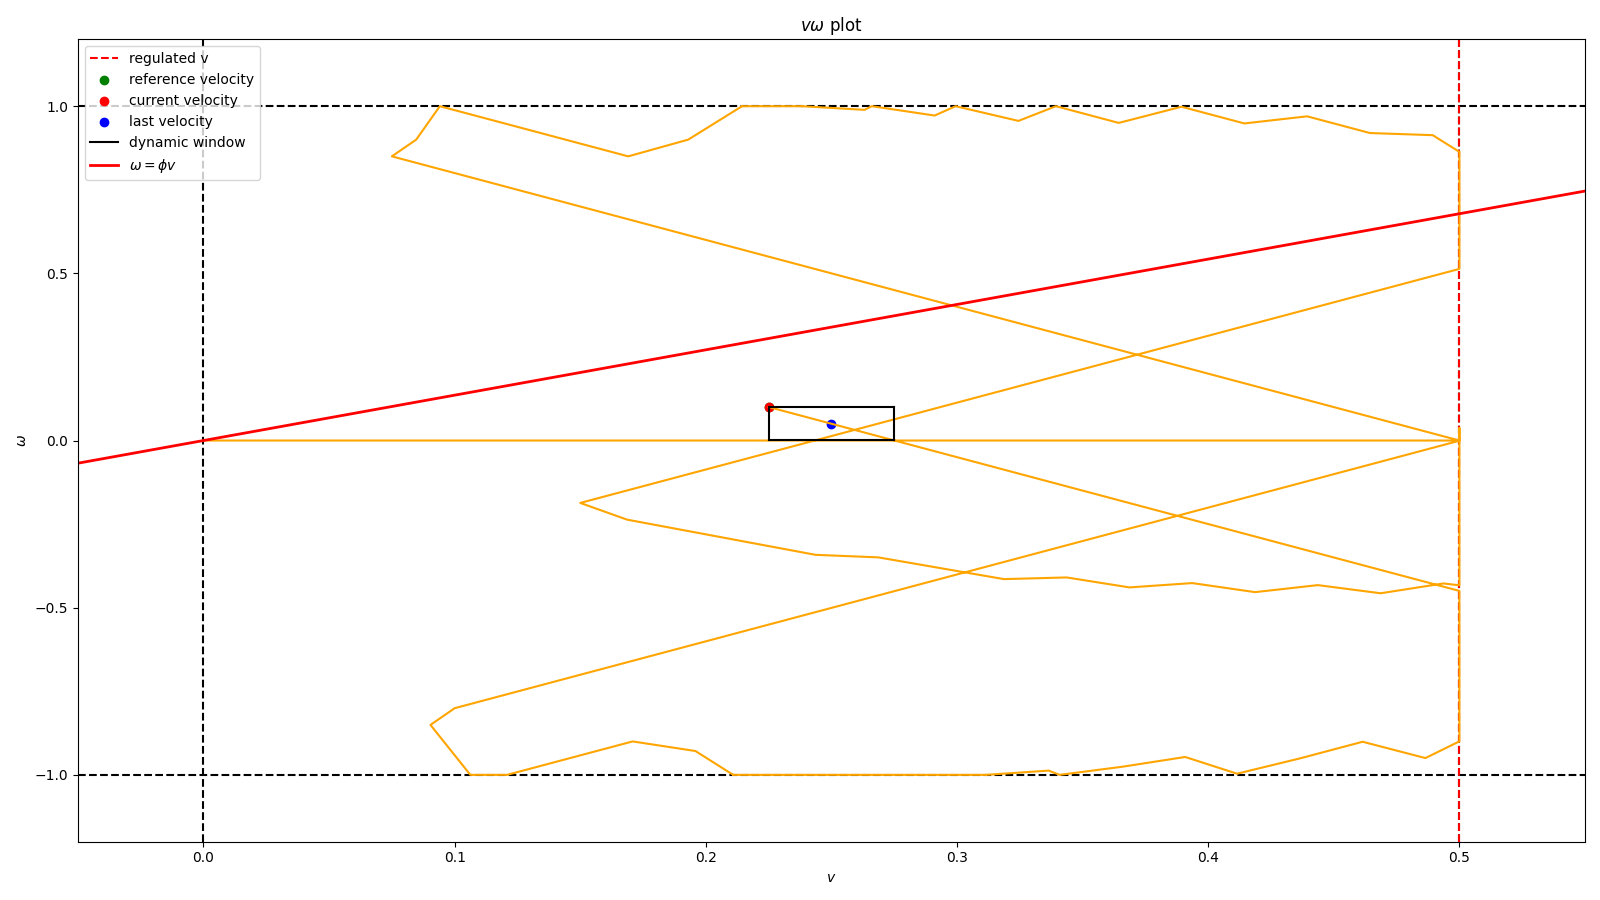 vω plot
regulated v
reference velocity
current velocity
last velocity
dynamic window
ω = ϕv
1.0
0.5
0.0
−0.5
−1.0
ω
0.0 0.1 0.2 0.3 0.4 0.5
v